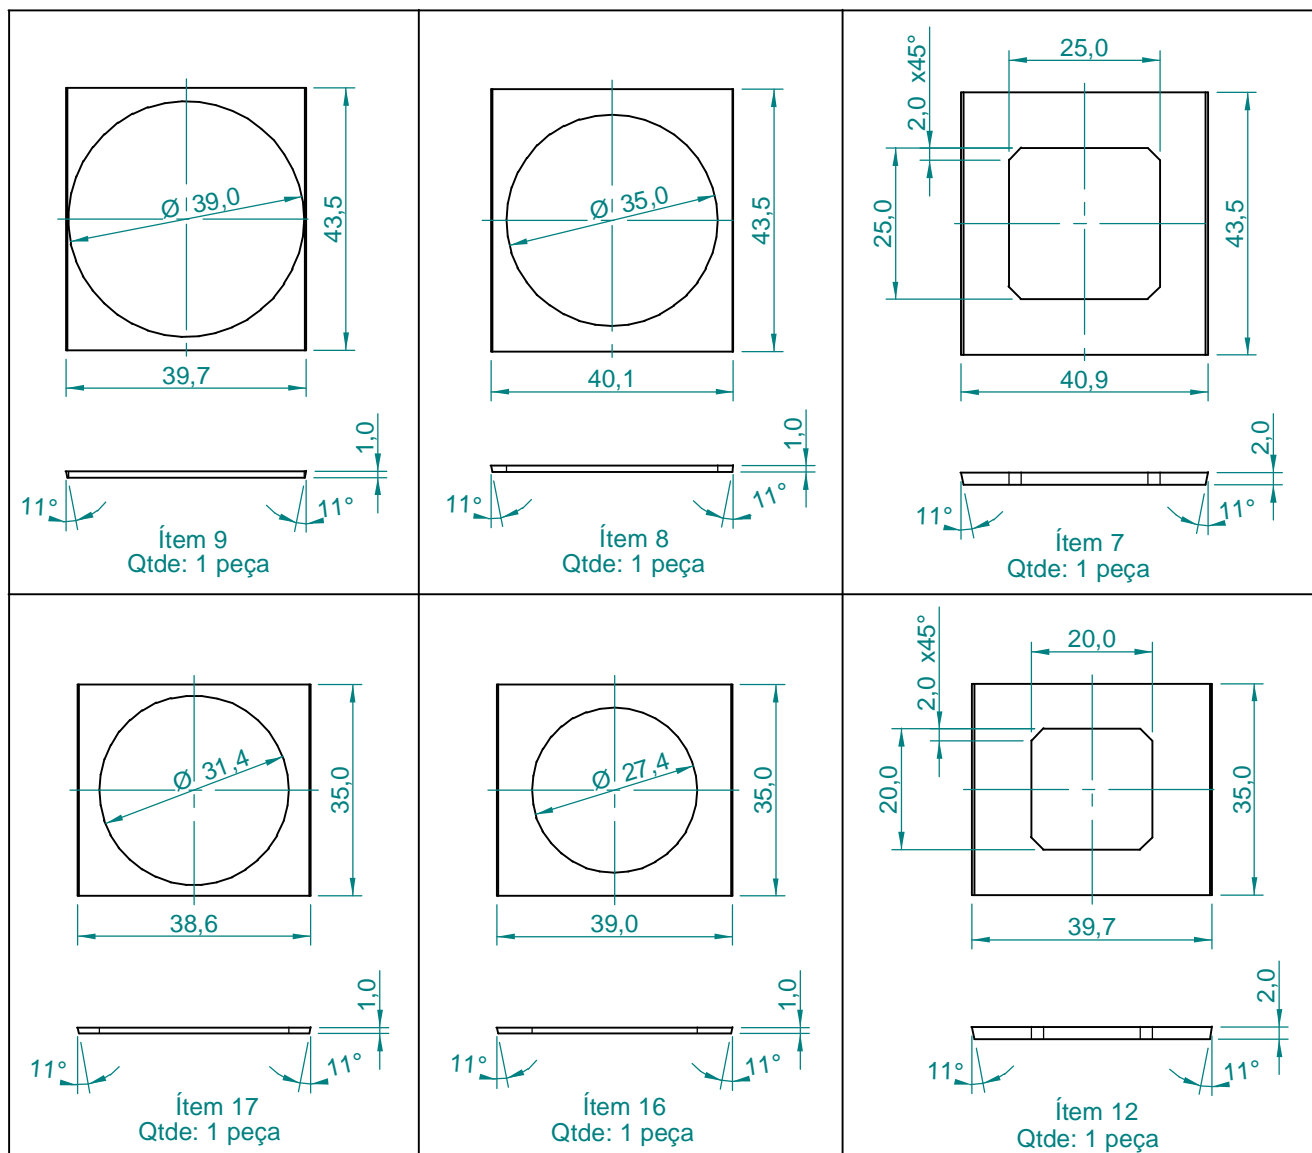 Ø 39,0
43,5
39,7
1,0
11°
11°
Ítem 9
Qtde: 1 peça
Ø 35,0
43,5
40,1
1,0
11°
11°
Ítem 8
Qtde: 1 peça
25,0
2,0 x45°
25,0
43,5
40,9
2,0
11°
11°
Ítem 7
Qtde: 1 peça
Ø 31,4
35,0
38,6
1,0
11°
11°
Ítem 17
Qtde: 1 peça
Ø 27,4
35,0
39,0
1,0
11°
11°
Ítem 16
Qtde: 1 peça
20,0
2,0 x45°
20,0
35,0
39,7
2,0
11°
11°
Ítem 12
Qtde: 1 peça